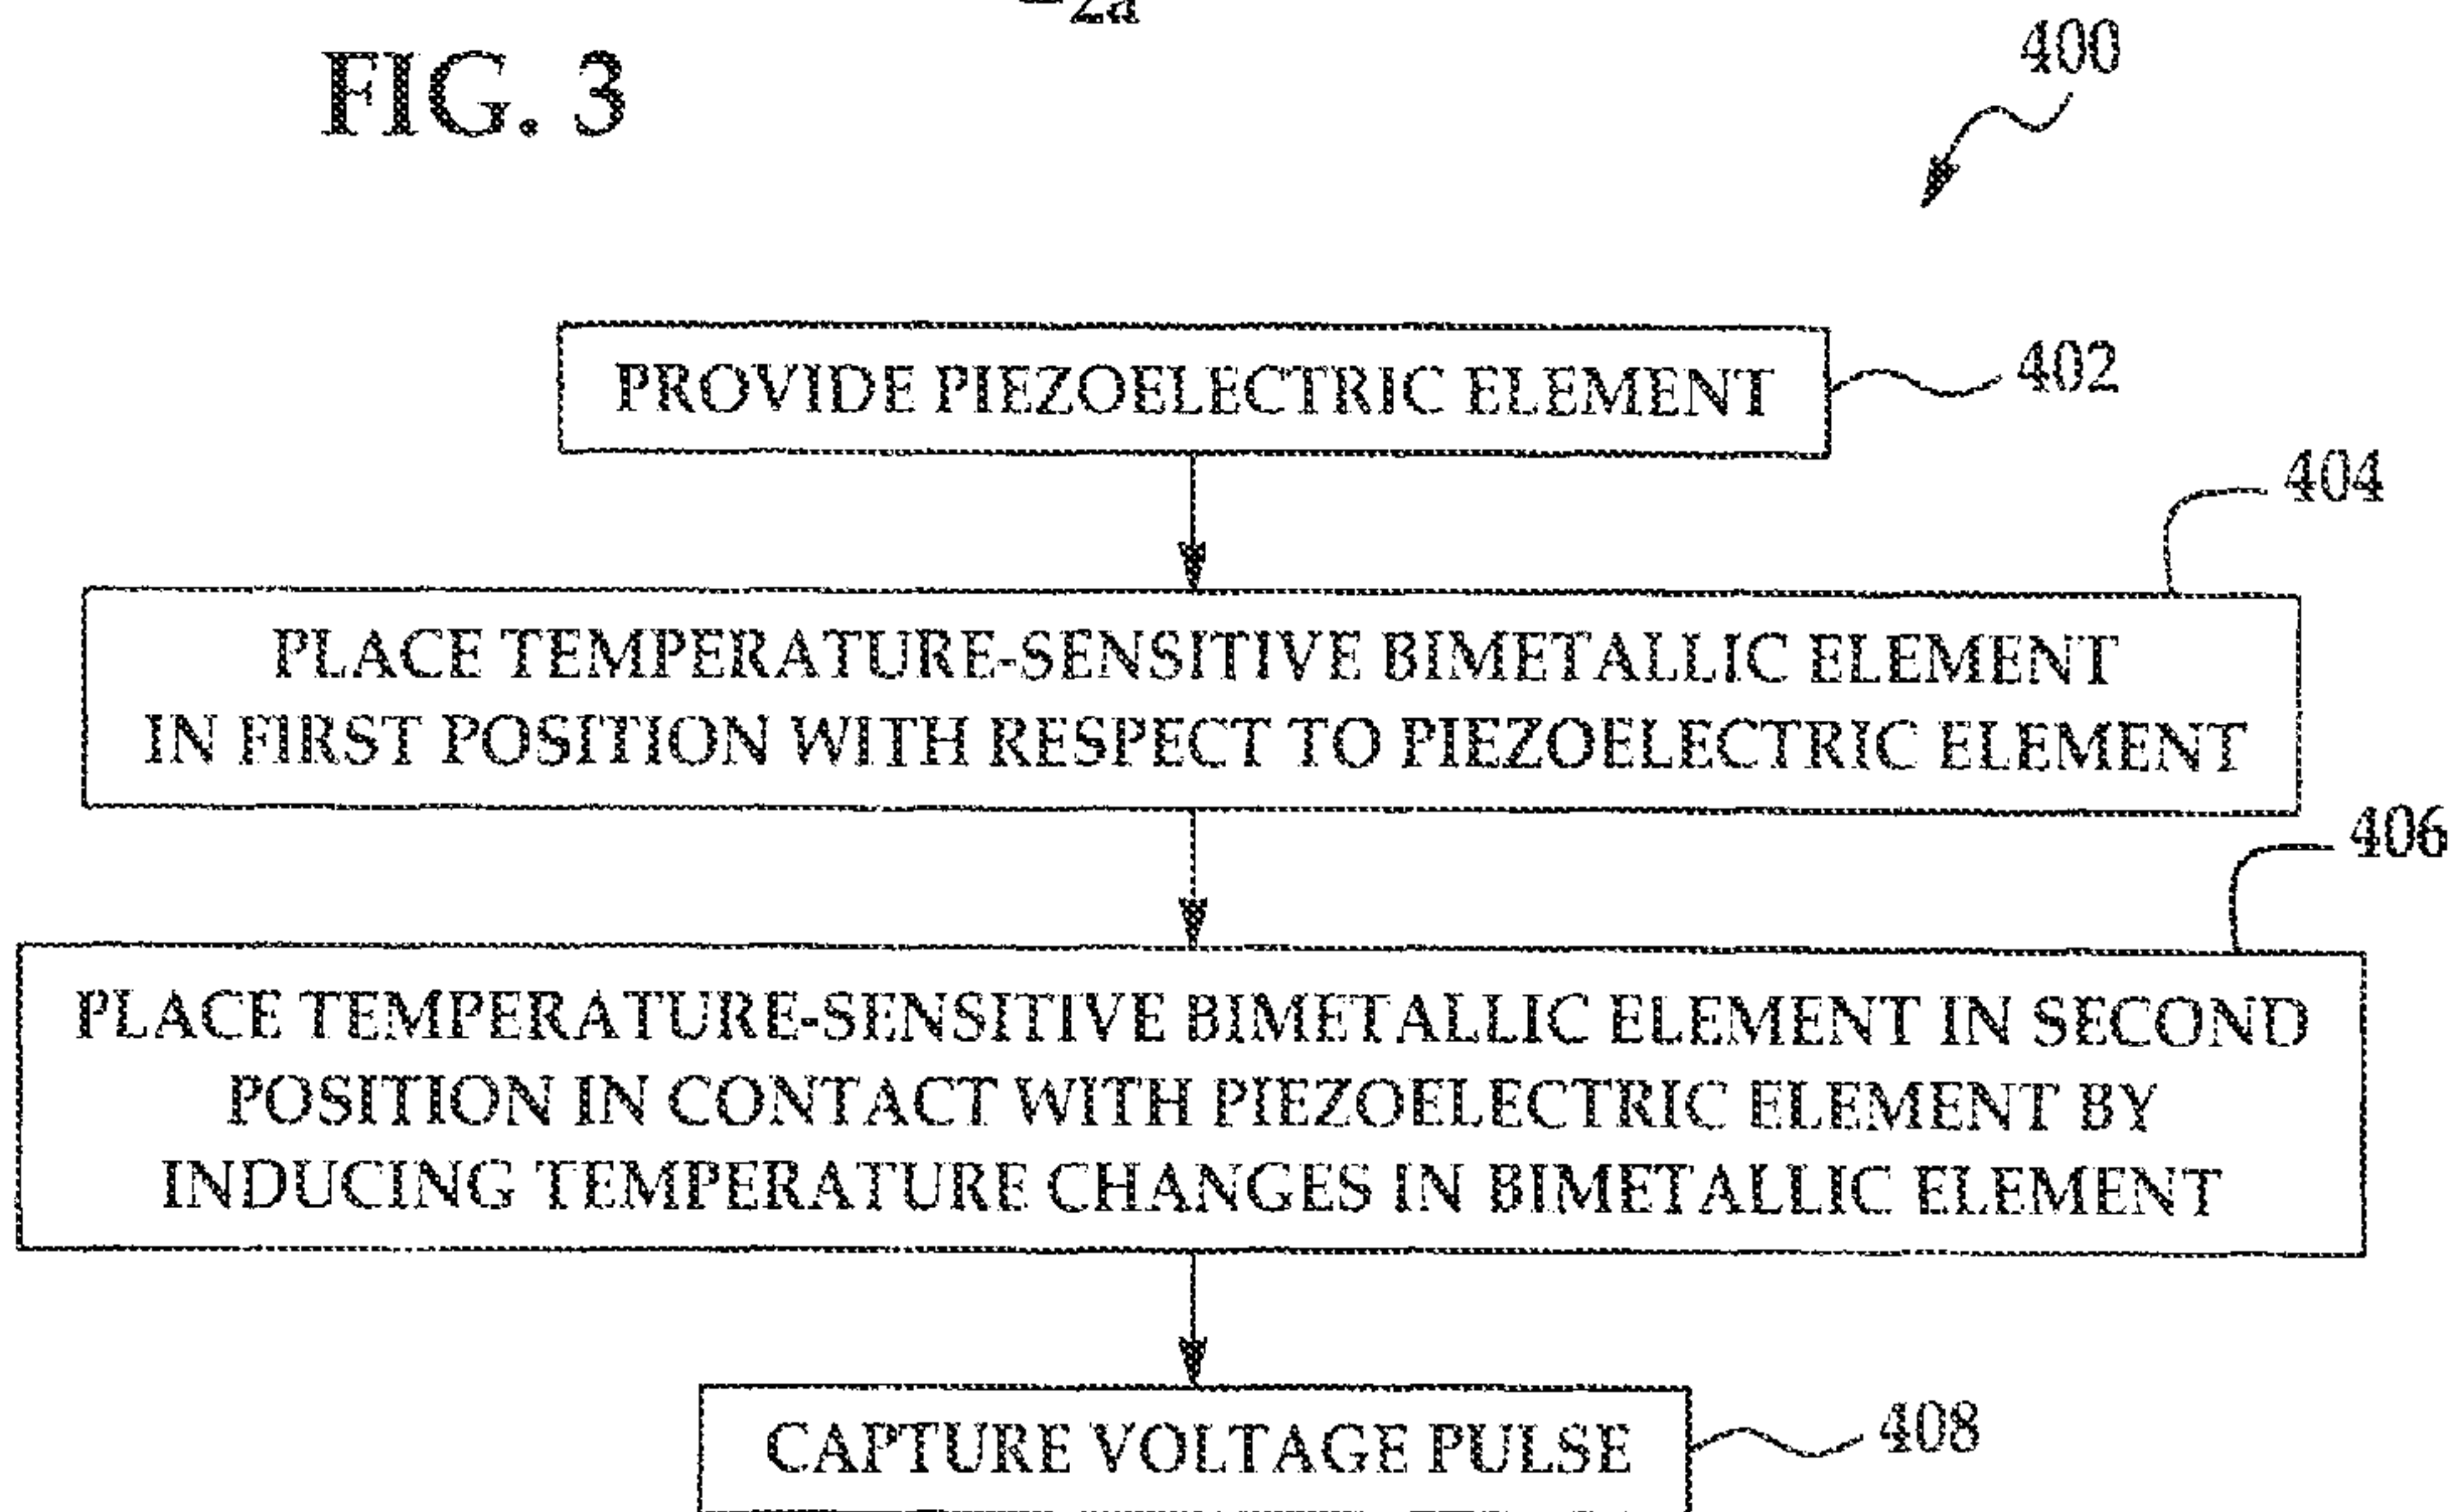 2a
FIG. 3
400
PROVIDE PIEZOELECTRIC ELEMENT
402
404
PLACE TEMPERATURE-SENSITIVE BIMETALLIC ELEMENT
IN FIRST POSITION WITH RESPECT TO PIEZOELECTRIC ELEMENT
406
PLACE TEMPERATURE-SENSITIVE BIMETALLIC ELEMENT IN SECOND
POSITION IN CONTACT WITH PIEZOELECTRIC ELEMENT BY
INDUCING TEMPERATURE CHANGES IN BIMETALLIC ELEMENT
CAPTURE VOLTAGE PULSE
408